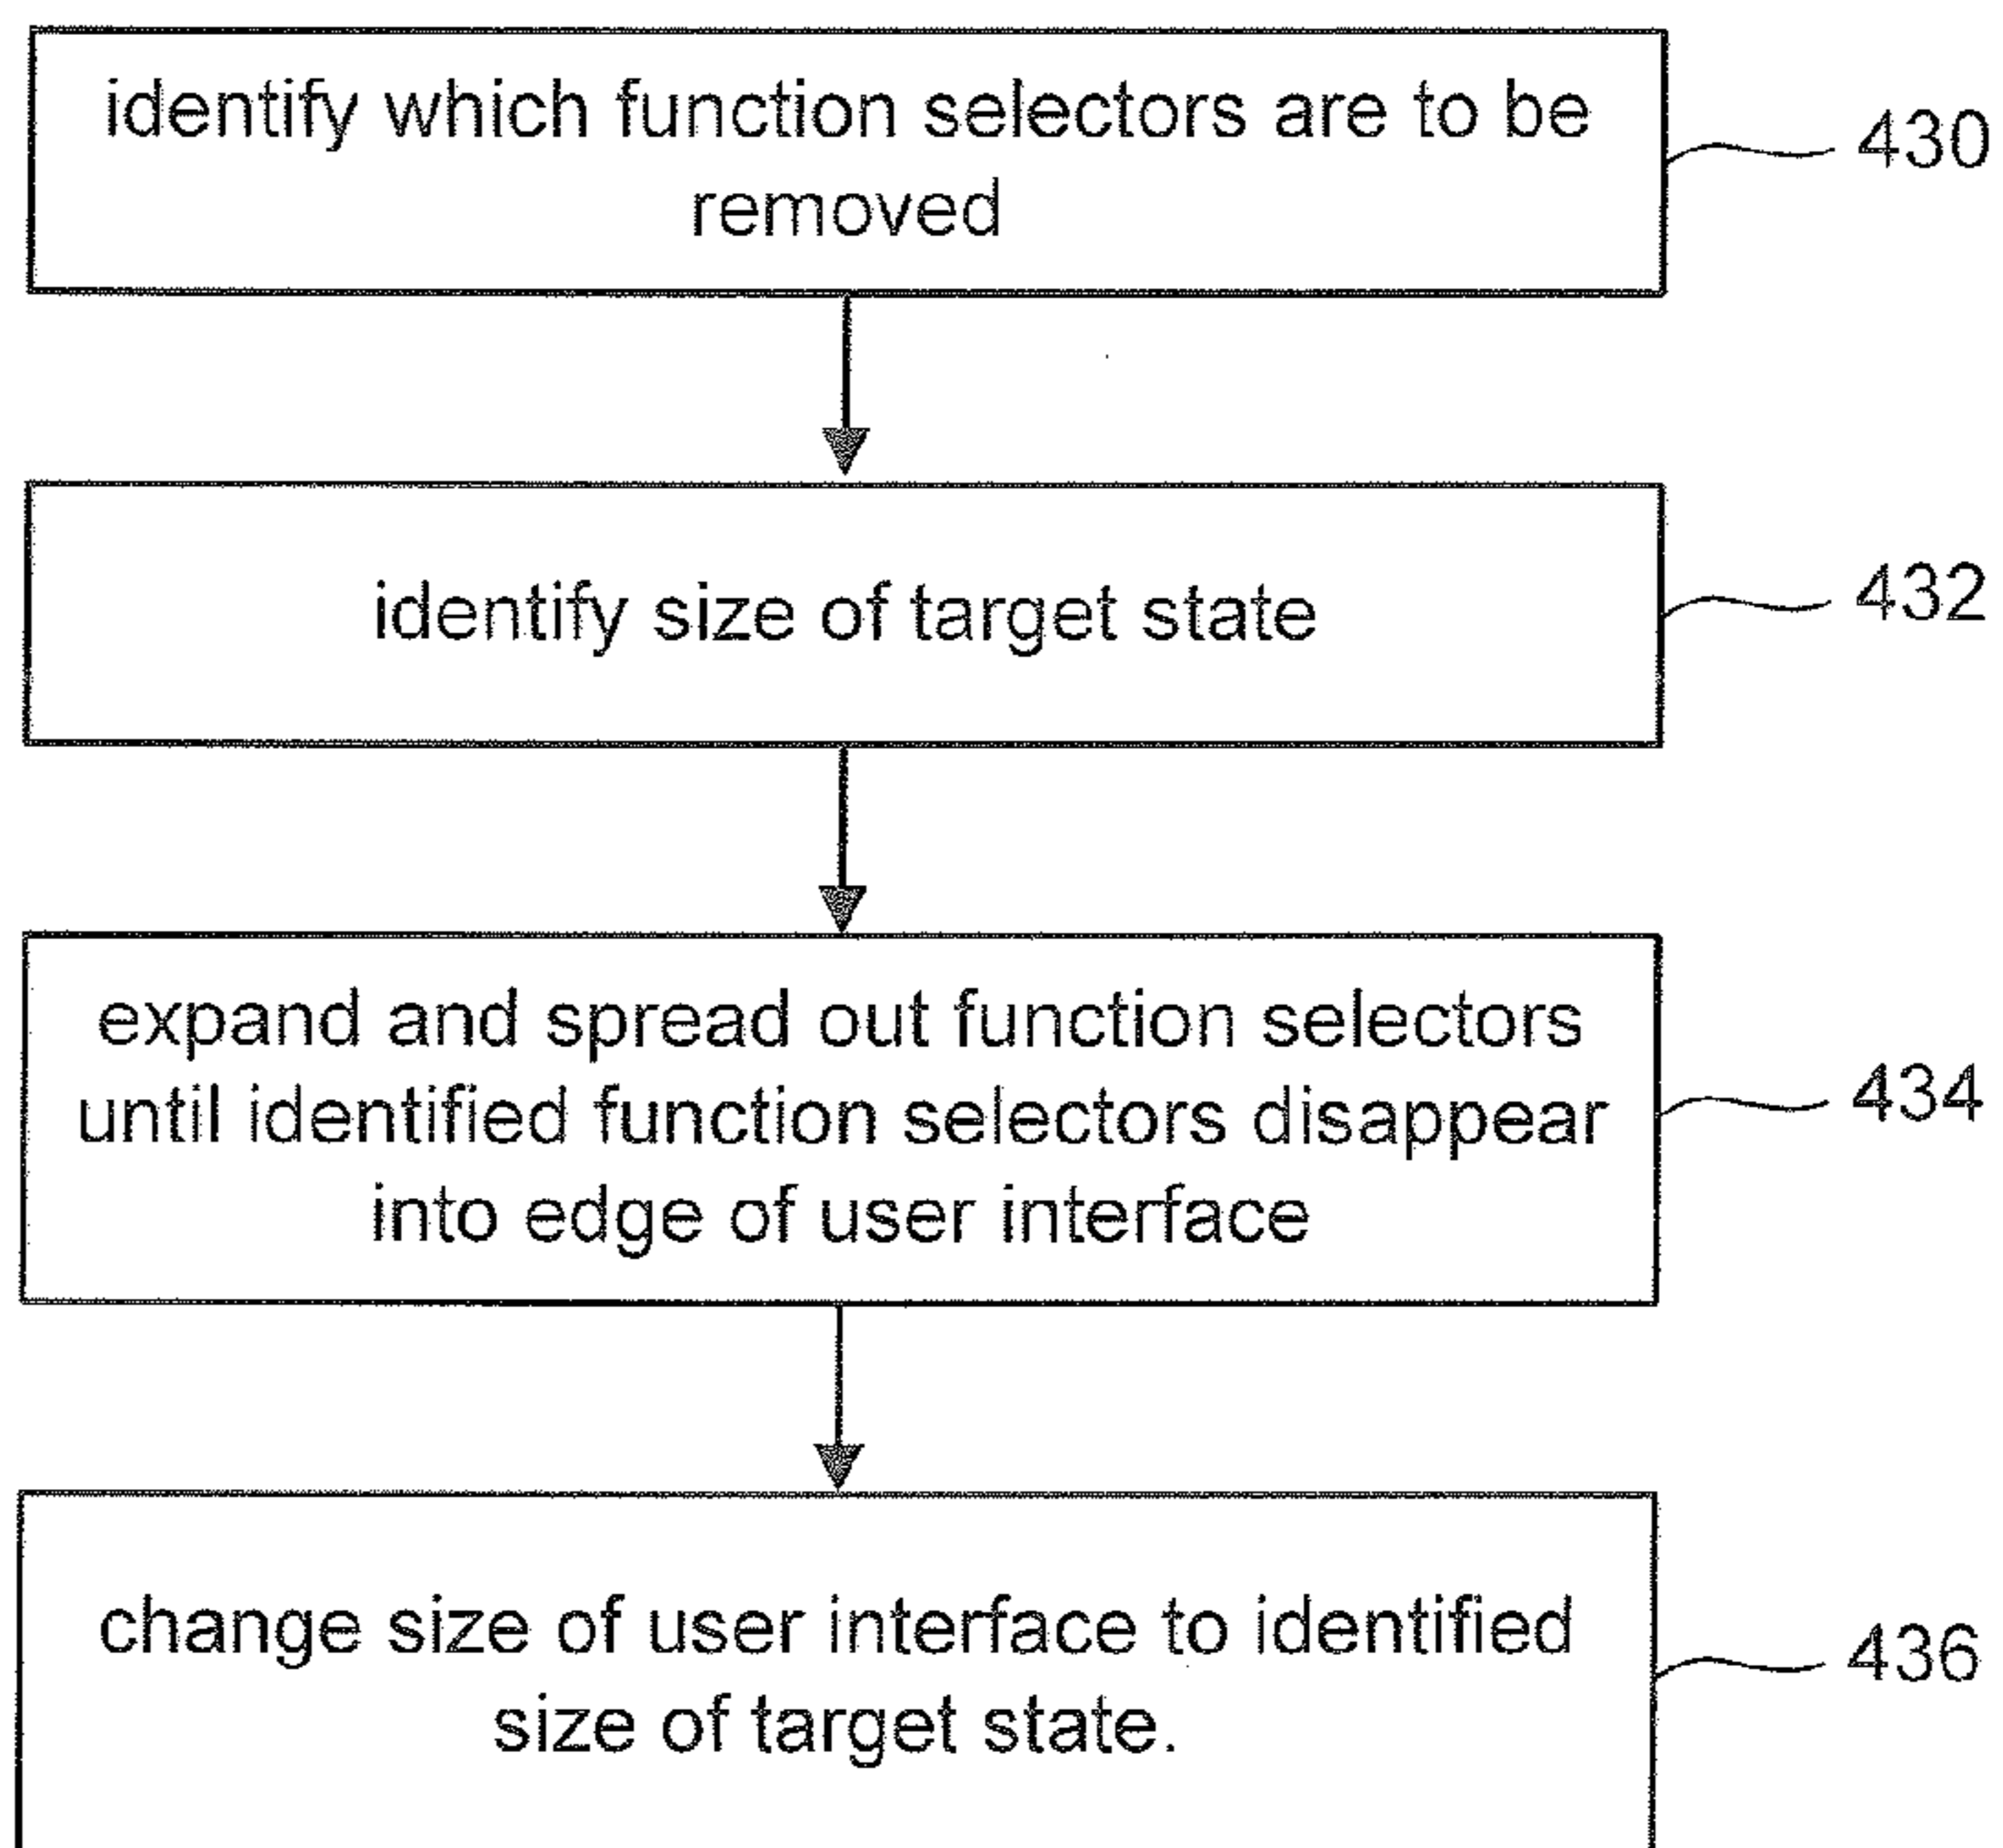 identify which function selectors are to be
removed
430
identify size of target state
432
expand and spread out function selectors
until identified function selectors disappear
into edge of user interface
434
change size of user interface to identified
size of target state.
436